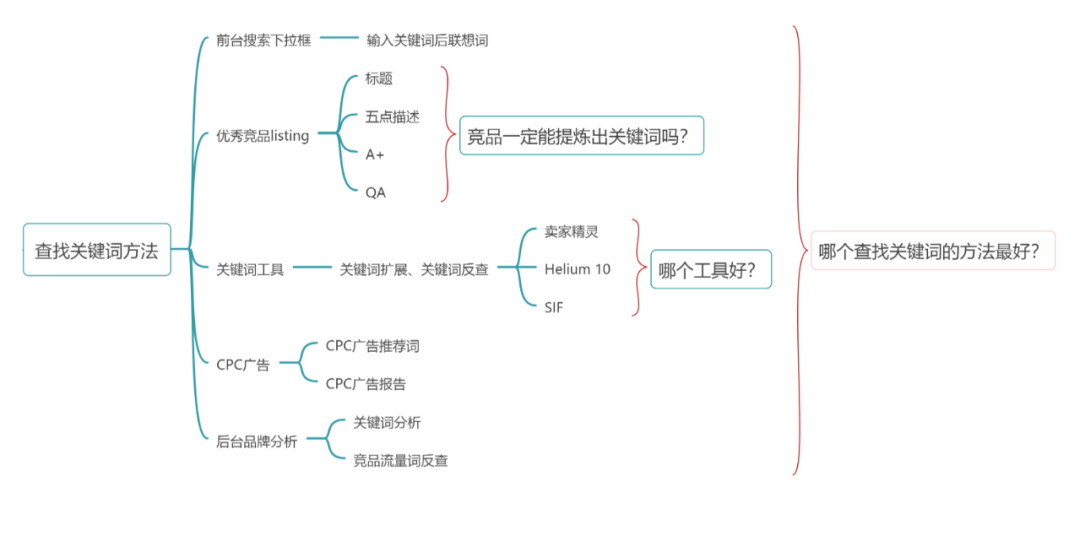 查找关键词方法
前台搜索下拉框
输入关键词后联想词
优秀竞品listing
标题
五点描述
A+
QA
竞品一定能提炼出关键词吗？
关键词工具
关键词扩展、关键词反查
卖家精灵
Helium 10
SIF
哪个工具好？
CPC广告
CPC广告推荐词
CPC广告报告
后台品牌分析
关键词分析
竞品流量词反查
哪个查找关键词的方法最好？